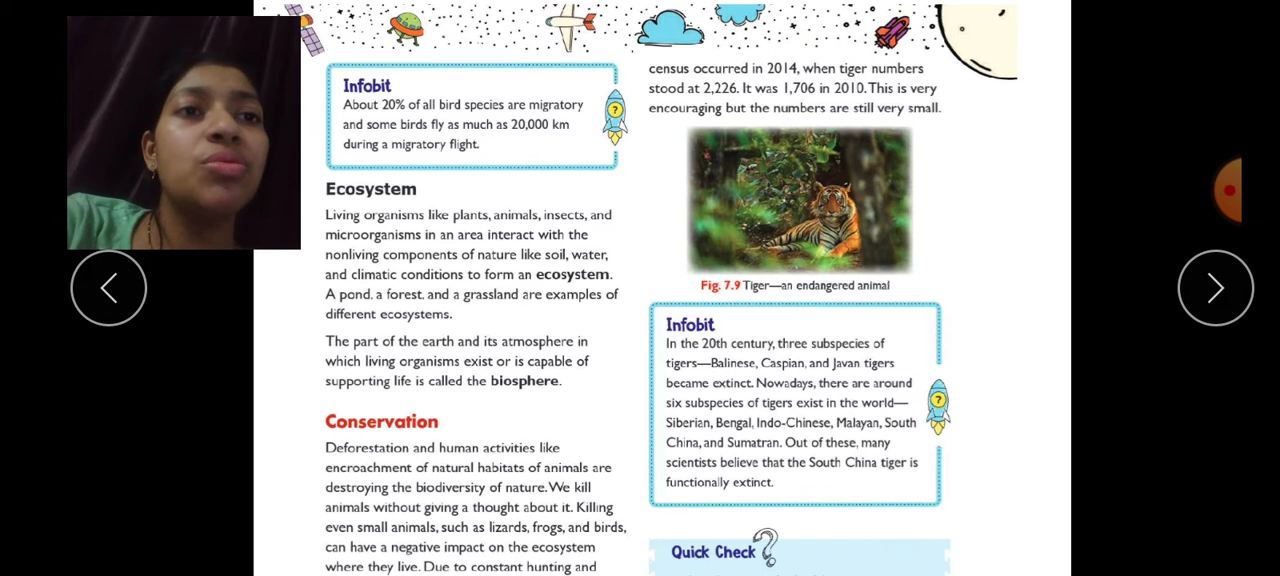 Infobit
About 20% of all bird species are migratory
and some birds fly as much as 20,000 km
during a migratory flight.
Ecosystem
Living organisms like plants, animals, insects, and
microorganisms in an area interact with the
nonliving components of nature like soil, water,
and climatic conditions to form an ecosystem.
A pond, a forest, and a grassland are examples of
different ecosystems.
The part of the earth and its atmosphere in
which living organisms exist or is capable of
supporting life is called the biosphere.
Conservation
Deforestation and human activities like
encroachment of natural habitats of animals are
destroying the biodiversity of nature. We kill
animals without giving a thought about it. Killing
even small animals, such as lizards, frogs, and birds,
can have a negative impact on the ecosystem
where they live. Due to constant hunting and
census occurred in 2014, when tiger numbers
stood at 2,226. It was 1,706 in 2010. This is very
encouraging but the numbers are still very small.
Fig. 7.9 Tiger—an endangered animal
Infobit
In the 20th century, three subspecies of
tigers—Balinese, Caspian, and Javan tigers
became extinct. Nowadays, there are around
six subspecies of tigers exist in the world—
Siberian, Bengal, Indo-Chinese, Malayan, South
China, and Sumatran. Out of these, many
scientists believe that the South China tiger is
functionally extinct.
Quick Check ?